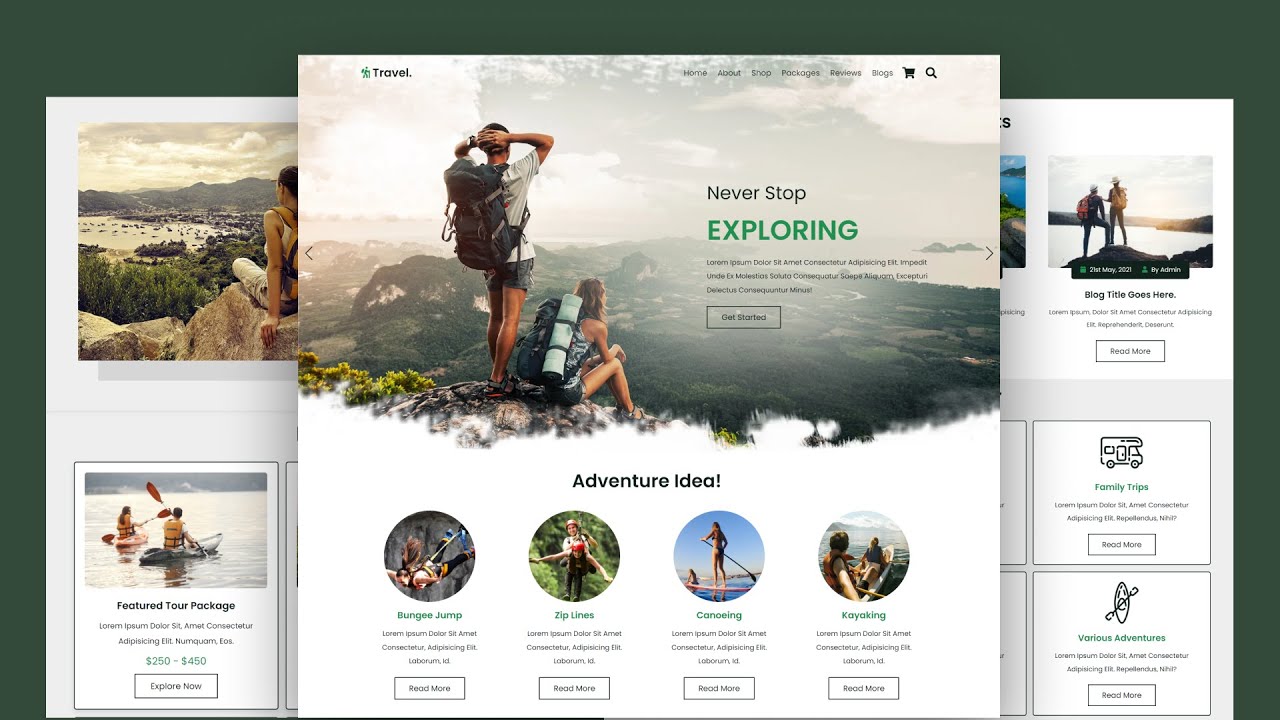 Travel.
Home About Shop Packages Reviews Blogs
Never Stop
EXPLORING
Lorem Ipsum Dolor Sit Amet Consectetur Adipisicing Elit. Impedit
Unde Ex Molestias Soluta Consequatur Saepe Aliquam, Excepturi
Delectus Consequuntur Minus!
Get Started
Adventure Idea!
Bungee Jump
Lorem Ipsum Dolor Sit Amet
Consectetur, Adipisicing Elit.
Laborum, Id.
Read More
Zip Lines
Lorem Ipsum Dolor Sit Amet
Consectetur, Adipisicing Elit.
Laborum, Id.
Read More
Canoeing
Lorem Ipsum Dolor Sit Amet
Consectetur, Adipisicing Elit.
Laborum, Id.
Read More
Kayaking
Lorem Ipsum Dolor Sit Amet
Consectetur, Adipisicing Elit.
Laborum, Id.
Read More
Featured Tour Package
Lorem Ipsum Dolor Sit, Amet Consectetur
Adipisicing Elit. Numquam, Eos.
$250 - $450
Explore Now
21st May, 2021 By Admin
Blog Title Goes Here.
Lorem Ipsum, Dolor Sit Amet Consectetur Adipisicing
Elit. Reprehenderit, Deserunt.
Read More
Family Trips
Lorem Ipsum Dolor Sit, Amet Consectetur
Adipisicing Elit. Repellendus, Nihil?
Read More
Various Adventures
Lorem Ipsum Dolor Sit, Amet Consectetur
Adipisicing Elit. Repellendus, Nihil?
Read More